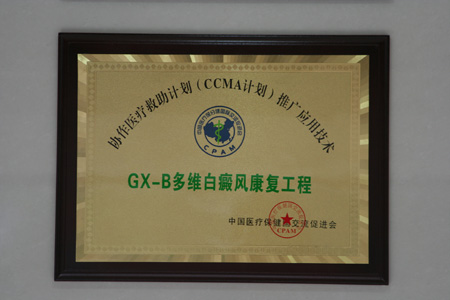 协作医疗救助计划（CCMA计划）推广应用技术
CPAM
GX-B多维白癜风康复工程
中国医疗保健国际交流促进会
CPAM